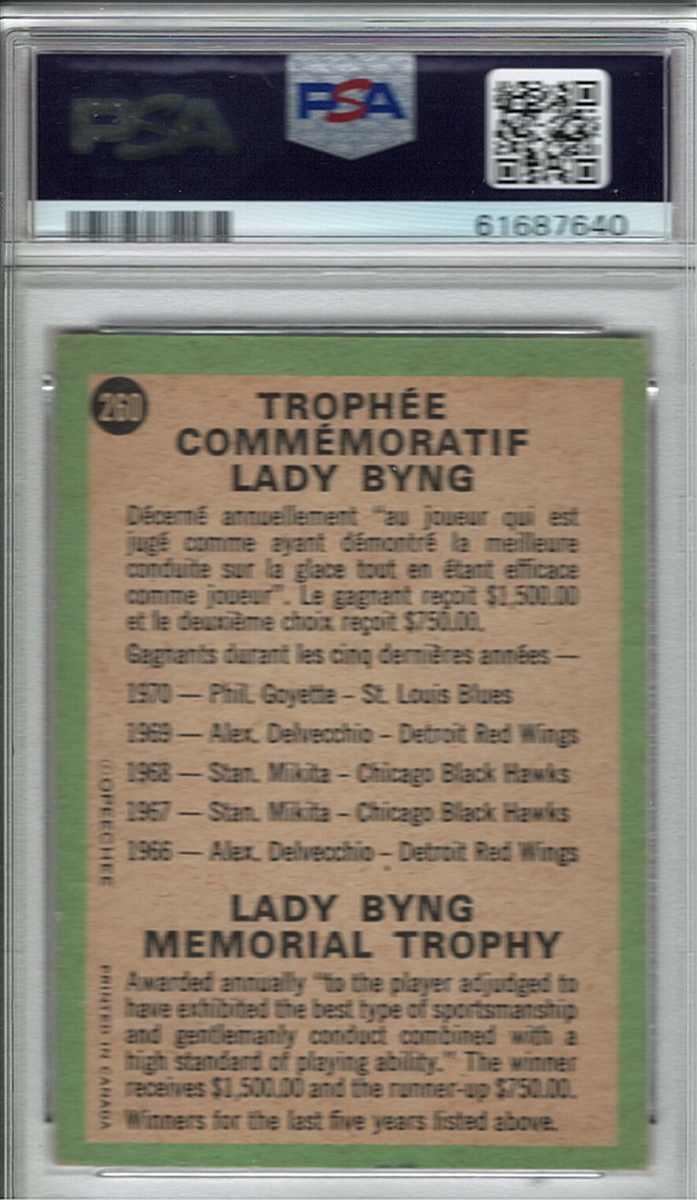 PSA
PSA
61687640
260
TROPHÉE
COMMÉMORATIF
LADY BYNG
Décerné annuellement "au joueur qui est
jugé comme ayant démontré la meilleure
conduite sur la glace tout en étant efficace
comme joueur". Le gagnant reçoit $1,500.00
et le deuxième choix reçoit $750.00.
Gagnants durant les cinq dernières années —
1970 — Phil. Goyette – St. Louis Blues
1969 — Alex. Delvecchio – Detroit Red Wings
1968 — Stan. Mikita – Chicago Black Hawks
1967 — Stan. Mikita – Chicago Black Hawks
1966 — Alex. Delvecchio – Detroit Red Wings
©OPEECHEE
LADY BYNG
MEMORIAL TROPHY
Awarded annually "to the player adjudged to
have exhibited the best type of sportsmanship
and gentlemanly conduct combined with a
high standard of playing ability." The winner
receives $1,500.00 and the runner-up $750.00.
Winners for the last five years listed above.
PRINTED IN CANADA